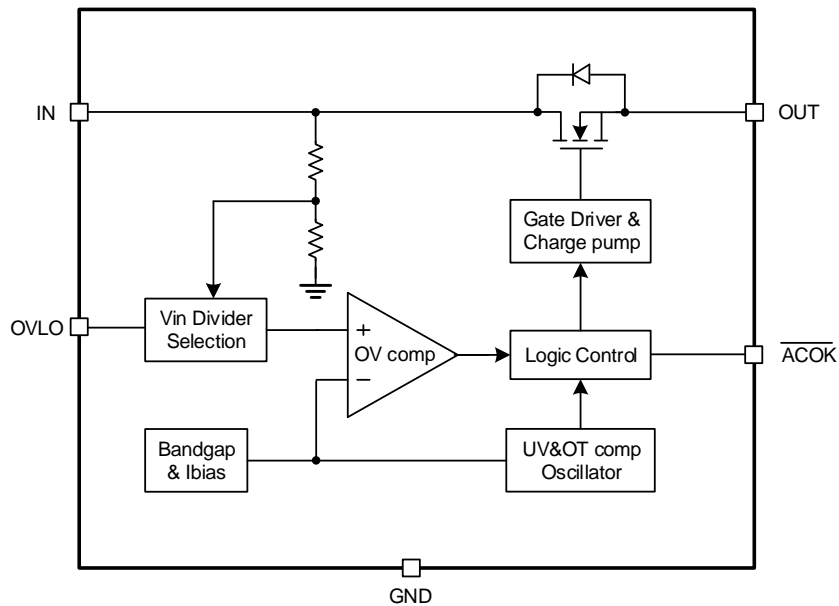 IN
OUT
Gate Driver &
Charge pump
OVLO
Vin Divider
Selection
+
OV comp
−
Logic Control
ACOK
Bandgap
& Ibias
UV&OT comp
Oscillator
GND